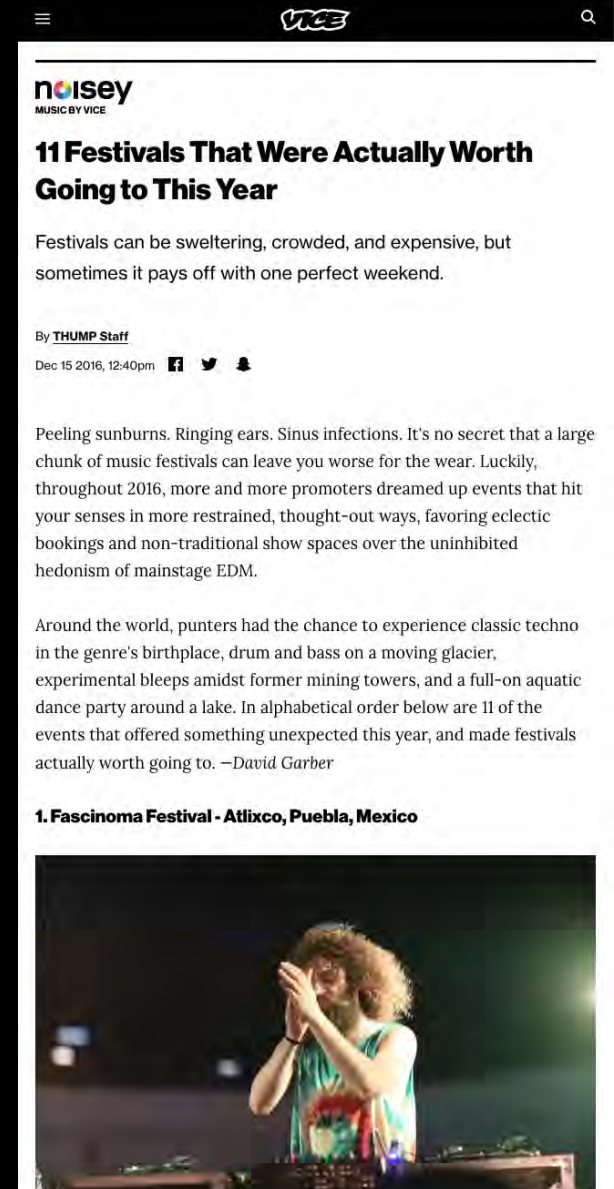 VICE
noisey
MUSIC BY VICE
11 Festivals That Were Actually Worth
Going to This Year
Festivals can be sweltering, crowded, and expensive, but
sometimes it pays off with one perfect weekend.
By THUMP Staff
Dec 15 2016, 12:40pm
Peeling sunburns. Ringing ears. Sinus infections. It's no secret that a large
chunk of music festivals can leave you worse for the wear. Luckily,
throughout 2016, more and more promoters dreamed up events that hit
your senses in more restrained, thought-out ways, favoring eclectic
bookings and non-traditional show spaces over the uninhibited
hedonism of mainstage EDM.
Around the world, punters had the chance to experience classic techno
in the genre's birthplace, drum and bass on a moving glacier,
experimental bleeps amidst former mining towers, and a full-on aquatic
dance party around a lake. In alphabetical order below are 11 of the
events that offered something unexpected this year, and made festivals
actually worth going to. —David Garber
1. Fascinoma Festival - Atlixco, Puebla, Mexico